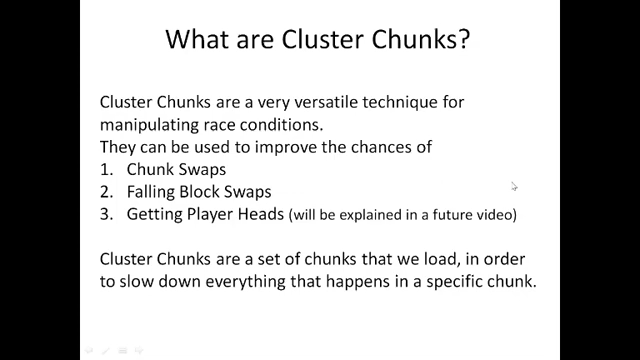 What are Cluster Chunks?
Cluster Chunks are a very versatile technique for
manipulating race conditions.
They can be used to improve the chances of
1. Chunk Swaps
2. Falling Block Swaps
3. Getting Player Heads (will be explained in a future video)
Cluster Chunks are a set of chunks that we load, in order
to slow down everything that happens in a specific chunk.